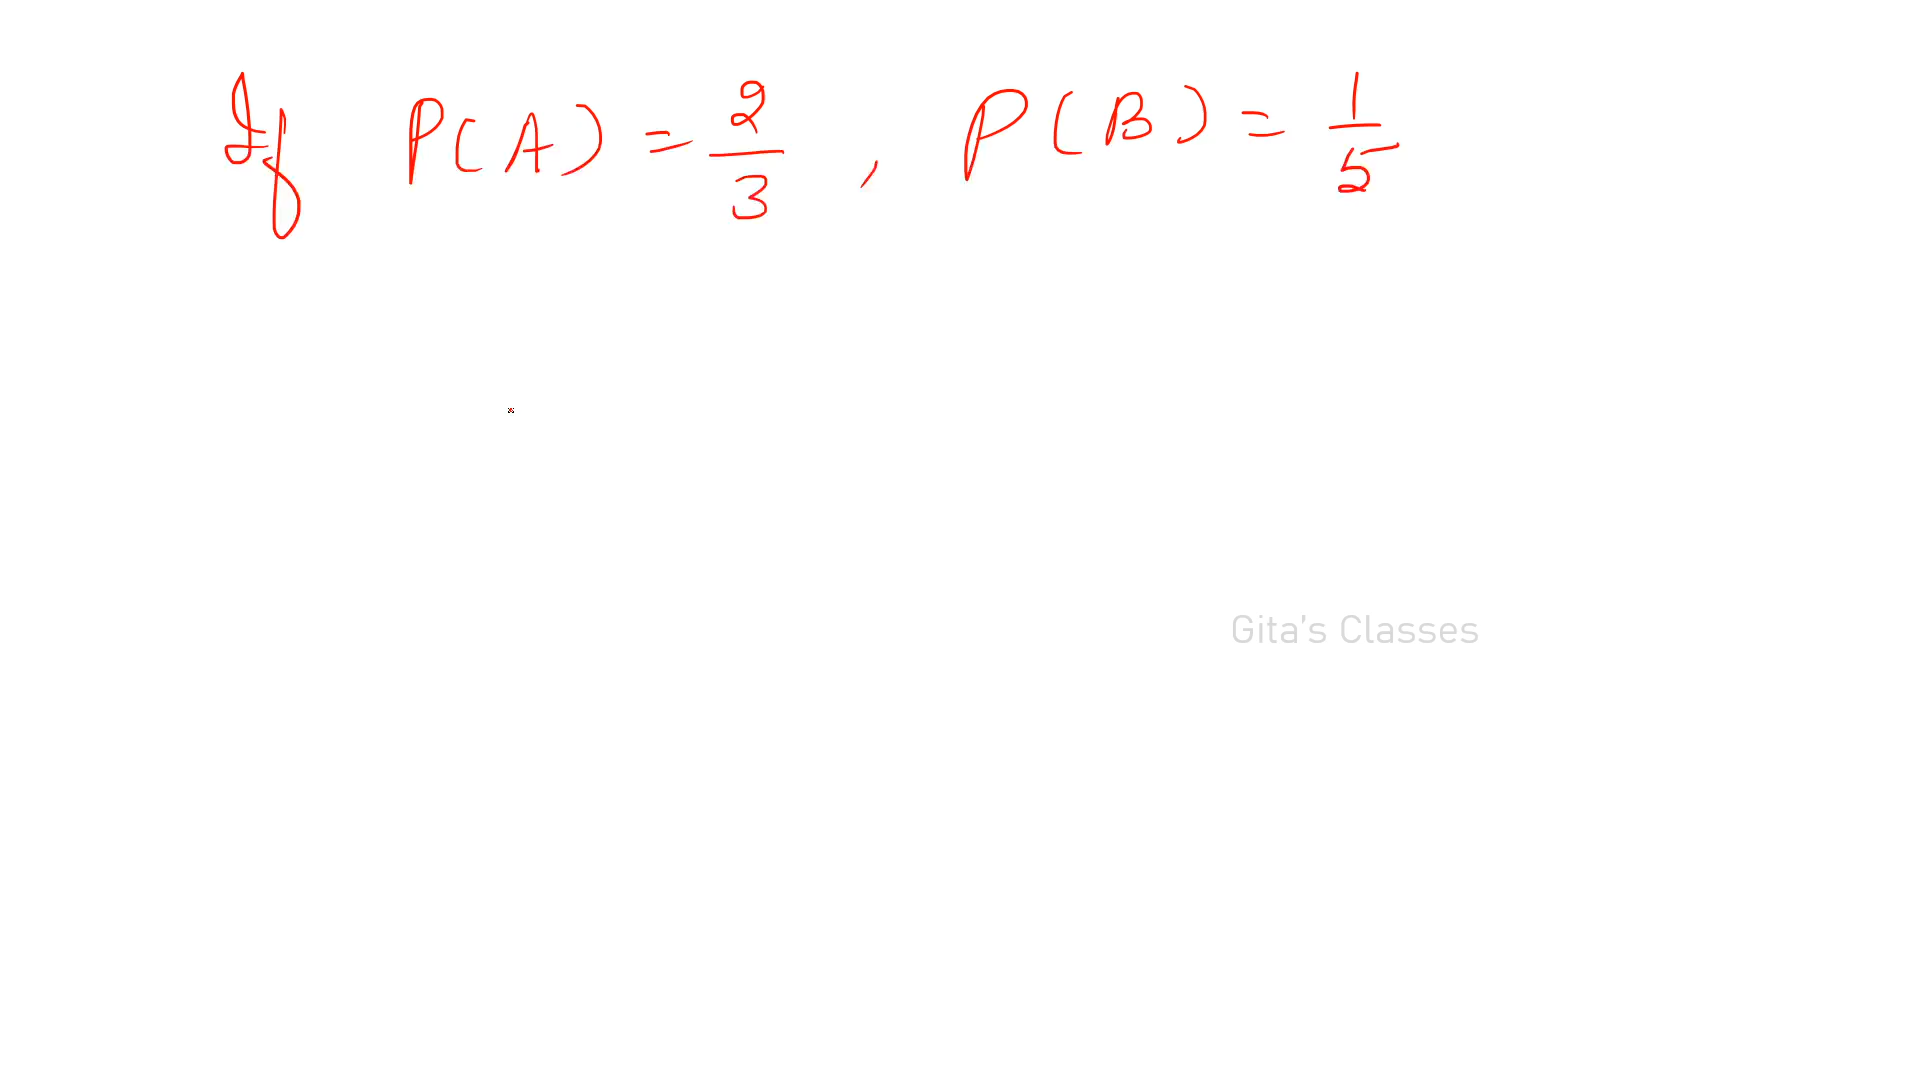 If P(A) = 2/3 , P(B) = 1/5
Gita's Classes